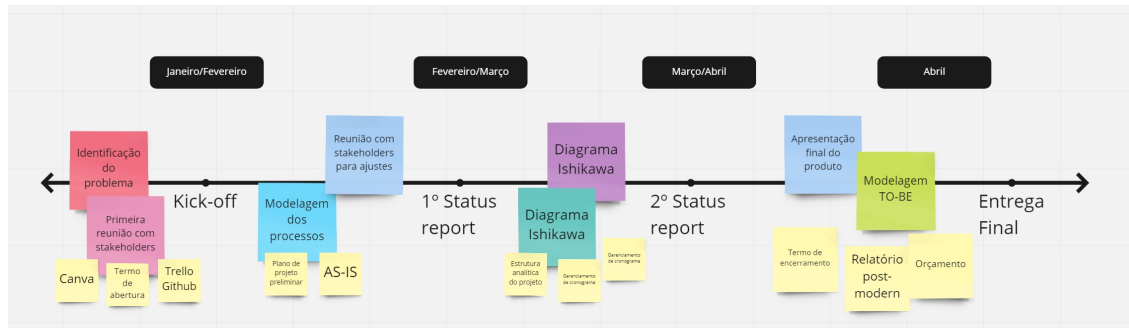 Janeiro/Fevereiro
Fevereiro/Março
Março/Abril
Abril
Identificação
do
problema
Primeira
reunião com
stakeholders
Canva
Termo
de
abertura
Trello
Github
Kick-off
Modelagem
dos
processos
Plano de
projeto
preliminar
AS-IS
Reunião com
stakeholders
para ajustes
1º Status
report
Diagrama
Ishikawa
Diagrama
Ishikawa
Estrutura
analítica
do projeto
Gerenciamento
de cronograma
Gerenciamento
de cronograma
2º Status
report
Apresentação
final do
produto
Modelagem
TO-BE
Termo de
encerramento
Relatório
post-
modern
Orçamento
Entrega
Final